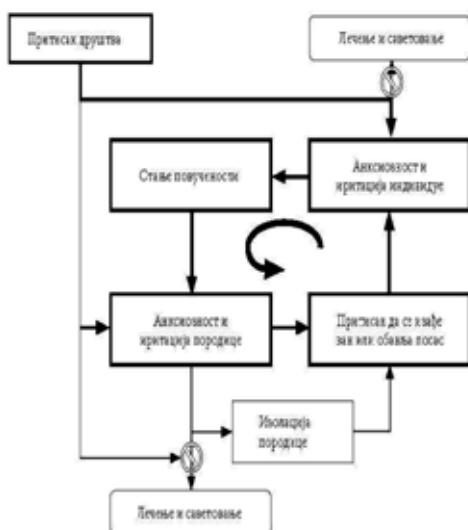 Притисак друштва
Лечење и саветовање
Стање повучености
Анксиозност и
иритација индивидуе
Анксиозност и
иритација породице
Притисак да се изађе
ван или обавља посао
Изолација
породице
Лечење и саветовање